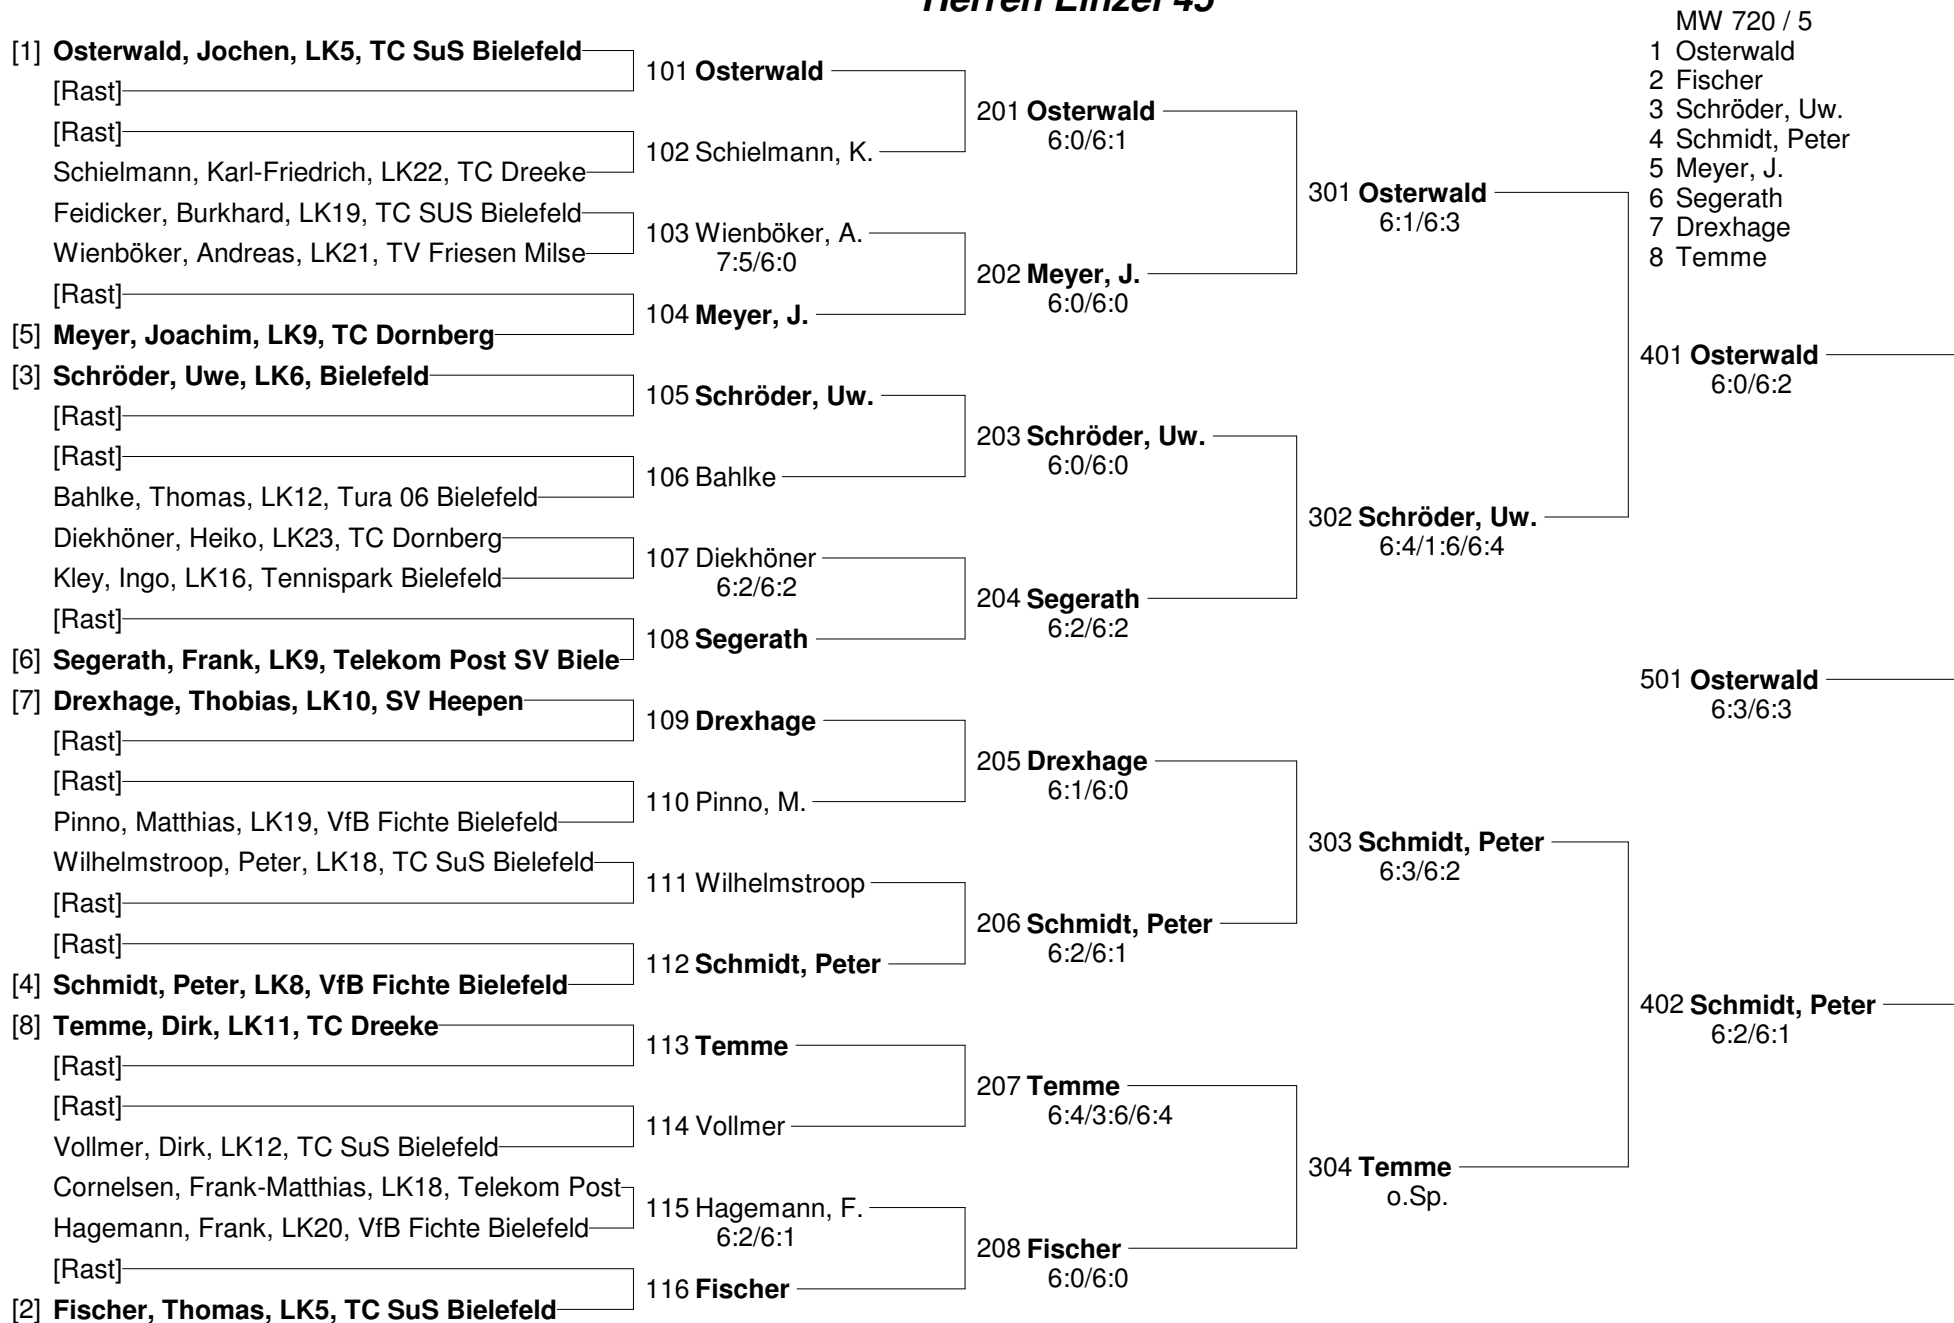 Herren Einzel 45
MW 720 / 5
1 Osterwald
2 Fischer
3 Schröder, Uw.
4 Schmidt, Peter
5 Meyer, J.
6 Segerath
7 Drexhage
8 Temme
[1] Osterwald, Jochen, LK5, TC SuS Bielefeld
[Rast]
[Rast]
Schielmann, Karl-Friedrich, LK22, TC Dreeke
Feidicker, Burkhard, LK19, TC SUS Bielefeld
Wienböker, Andreas, LK21, TV Friesen Milse
[Rast]
[5] Meyer, Joachim, LK9, TC Dornberg
[3] Schröder, Uwe, LK6, Bielefeld
[Rast]
[Rast]
Bahlke, Thomas, LK12, Tura 06 Bielefeld
Diekhöner, Heiko, LK23, TC Dornberg
Kley, Ingo, LK16, Tennispark Bielefeld
[Rast]
[6] Segerath, Frank, LK9, Telekom Post SV Biele
[7] Drexhage, Thobias, LK10, SV Heepen
[Rast]
[Rast]
Pinno, Matthias, LK19, VfB Fichte Bielefeld
Wilhelmstroop, Peter, LK18, TC SuS Bielefeld
[Rast]
[Rast]
[4] Schmidt, Peter, LK8, VfB Fichte Bielefeld
[8] Temme, Dirk, LK11, TC Dreeke
[Rast]
[Rast]
Vollmer, Dirk, LK12, TC SuS Bielefeld
Cornelsen, Frank-Matthias, LK18, Telekom Post
Hagemann, Frank, LK20, VfB Fichte Bielefeld
[Rast]
[2] Fischer, Thomas, LK5, TC SuS Bielefeld
101 Osterwald
102 Schielmann, K.
103 Wienböker, A.
7:5/6:0
104 Meyer, J.
105 Schröder, Uw.
106 Bahlke
107 Diekhöner
6:2/6:2
108 Segerath
109 Drexhage
110 Pinno, M.
111 Wilhelmstroop
112 Schmidt, Peter
113 Temme
114 Vollmer
115 Hagemann, F.
6:2/6:1
116 Fischer
201 Osterwald
6:0/6:1
202 Meyer, J.
6:0/6:0
203 Schröder, Uw.
6:0/6:0
204 Segerath
6:2/6:2
205 Drexhage
6:1/6:0
206 Schmidt, Peter
6:2/6:1
207 Temme
6:4/3:6/6:4
208 Fischer
6:0/6:0
301 Osterwald
6:1/6:3
302 Schröder, Uw.
6:4/1:6/6:4
303 Schmidt, Peter
6:3/6:2
304 Temme
o.Sp.
401 Osterwald
6:0/6:2
501 Osterwald
6:3/6:3
402 Schmidt, Peter
6:2/6:1